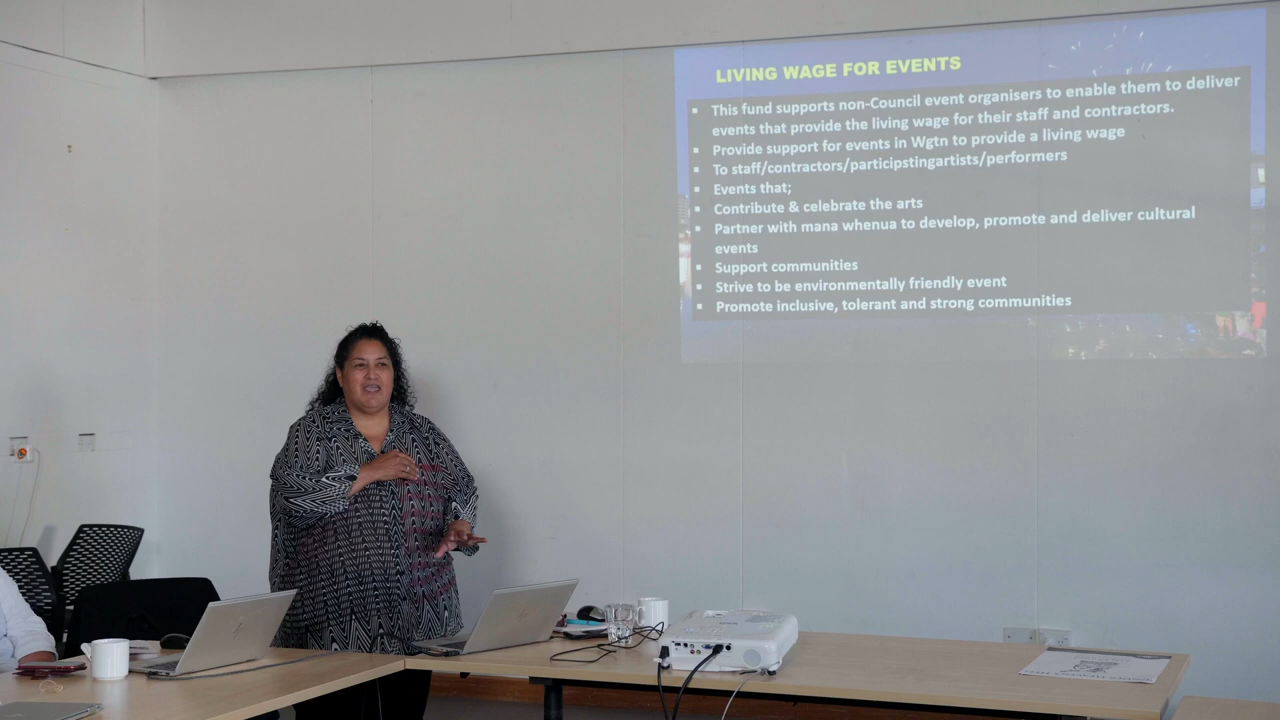 LIVING WAGE FOR EVENTS
▪ This fund supports non-Council event organisers to enable them to deliver
events that provide the living wage for their staff and contractors.
▪ Provide support for events in Wgtn to provide a living wage
▪ To staff/contractors/participstingartists/performers
▪ Events that;
▪ Contribute & celebrate the arts
▪ Partner with mana whenua to develop, promote and deliver cultural
events
▪ Support communities
▪ Strive to be environmentally friendly event
▪ Promote inclusive, tolerant and strong communities